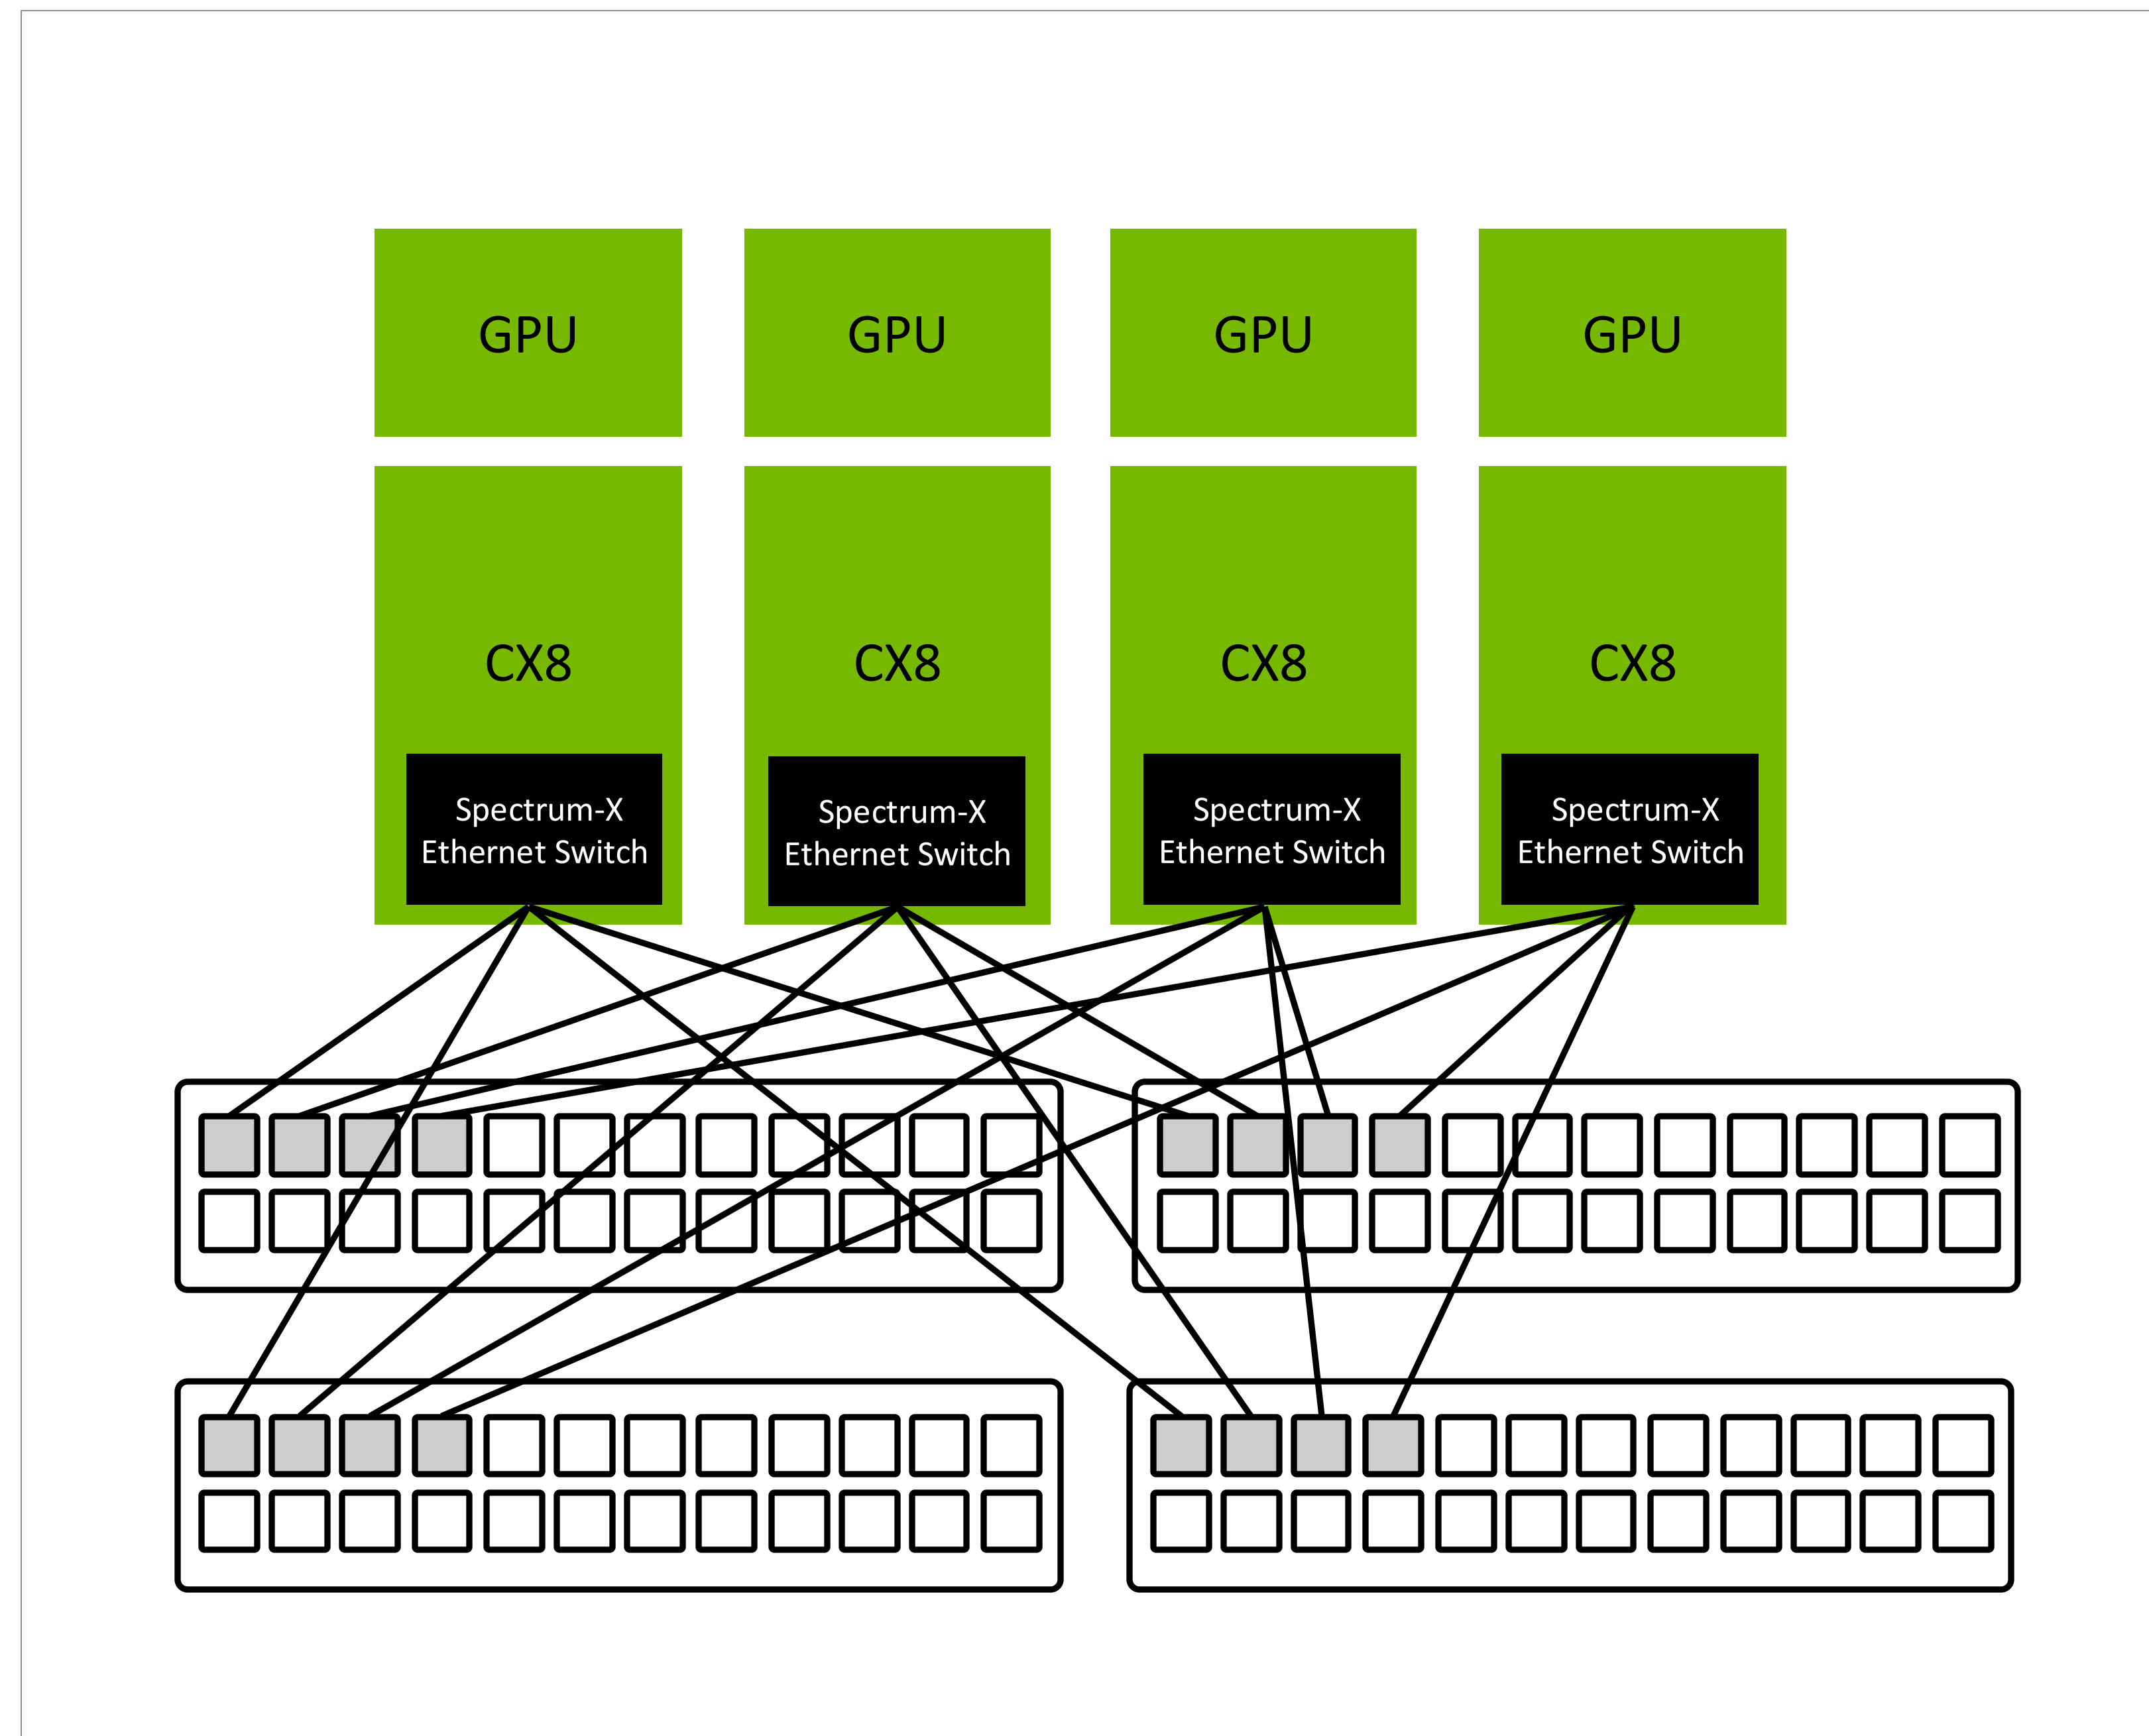 GPU
GPU
GPU
GPU
CX8
CX8
CX8
CX8
Spectrum-X
Ethernet Switch
Spectrum-X
Ethernet Switch
Spectrum-X
Ethernet Switch
Spectrum-X
Ethernet Switch